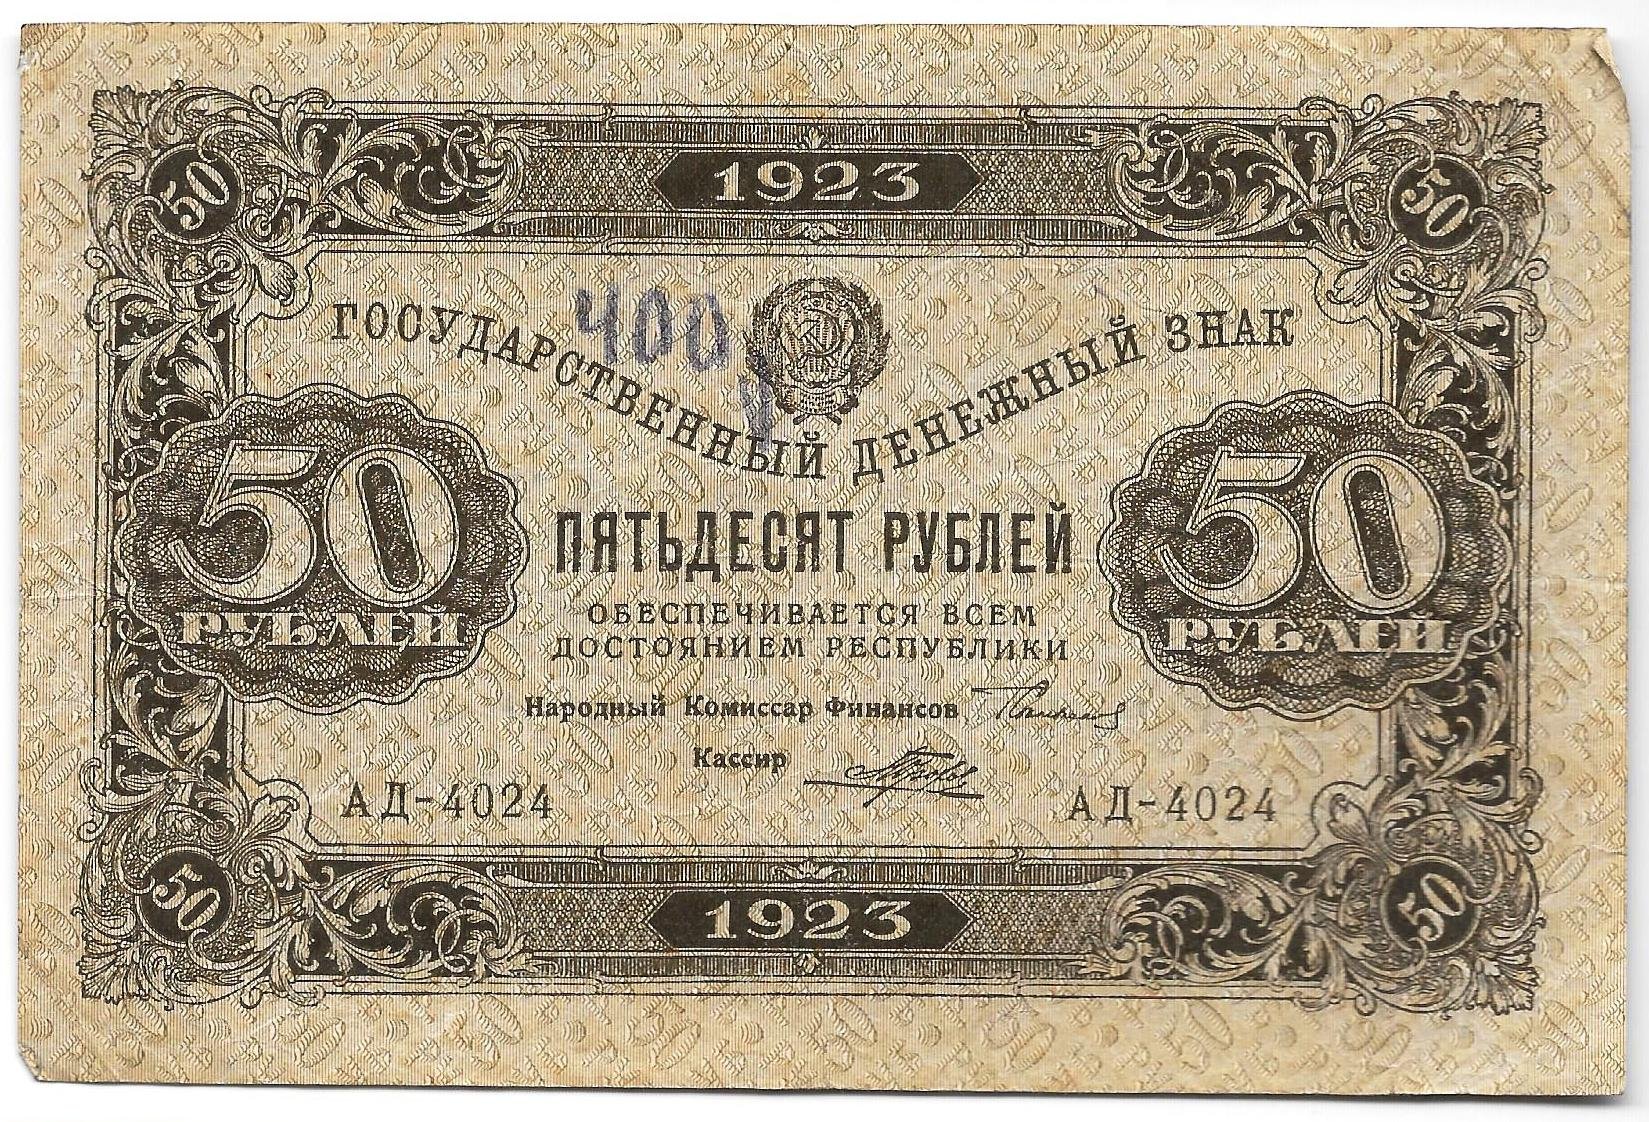 1923
50 50
400
ГОСУДАРСТВЕННЫЙ ДЕНЕЖНЫЙ ЗНАК
50 РУБЛЕЙ
50 РУБЛЕЙ
ПЯТЬДЕСЯТ РУБЛЕЙ
ОБЕСПЕЧИВАЕТСЯ ВСЕМ
ДОСТОЯНИЕМ РЕСПУБЛИКИ
Народный Комиссар Финансов
Кассир
АД-4024 АД-4024
50 50
1923